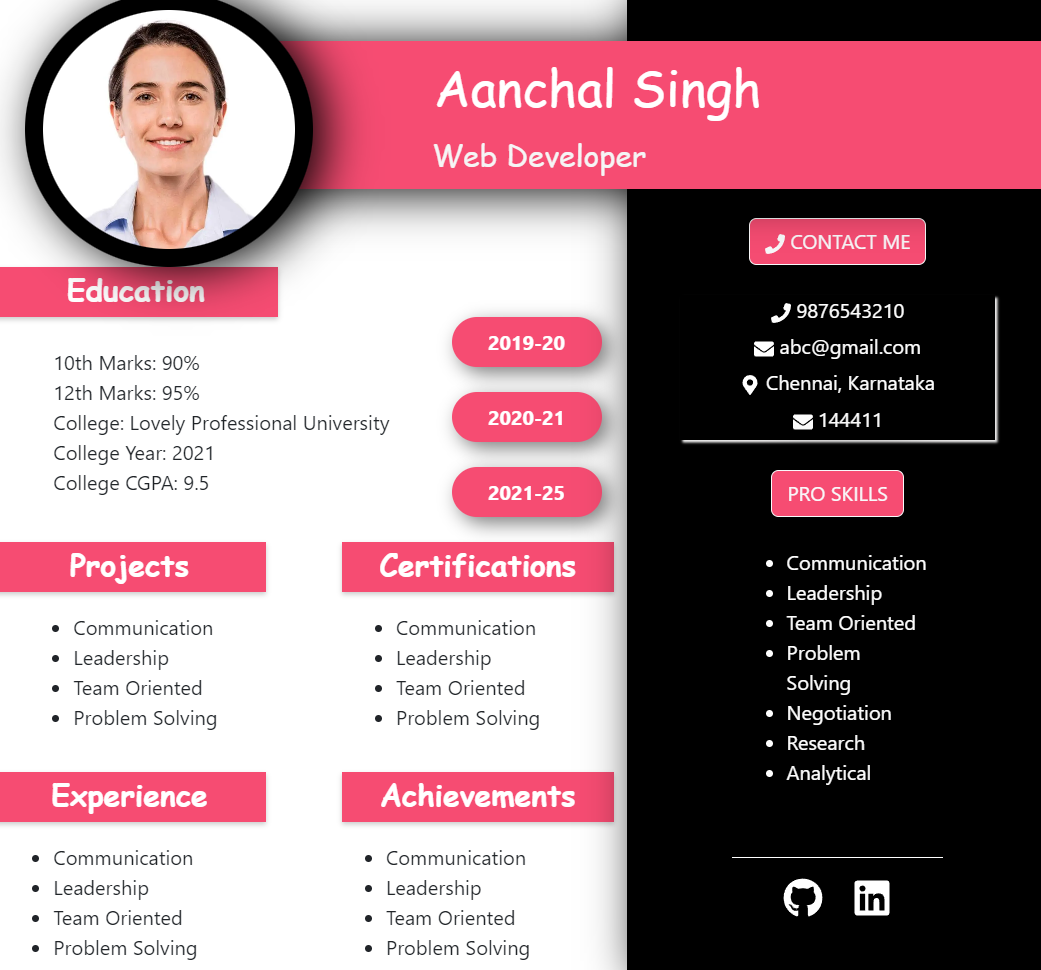 Aanchal Singh
Web Developer
Education
10th Marks: 90%
12th Marks: 95%
College: Lovely Professional University
College Year: 2021
College CGPA: 9.5
2019-20
2020-21
2021-25
Projects
Communication
Leadership
Team Oriented
Problem Solving
Certifications
Communication
Leadership
Team Oriented
Problem Solving
Experience
Communication
Leadership
Team Oriented
Problem Solving
Achievements
Communication
Leadership
Team Oriented
Problem Solving
CONTACT ME
9876543210
abc@gmail.com
Chennai, Karnataka
144411
PRO SKILLS
Communication
Leadership
Team Oriented
Problem
Solving
Negotiation
Research
Analytical
in